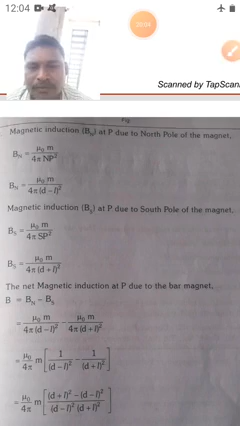 12:04
Scanned by TapScan
Magnetic induction (B_N) at P due to North Pole of the magnet,
B_N = μ₀ m / 4π NP²
B_N = μ₀ m / 4π (d − l)²
Magnetic induction (B_S) at P due to South Pole of the magnet,
B_S = μ₀ m / 4π SP²
B_S = μ₀ m / 4π (d + l)²
The net Magnetic induction at P due to the bar magnet,
B = B_N − B_S
= μ₀ m / 4π (d − l)² − μ₀ m / 4π (d + l)²
= μ₀ / 4π m [ 1 / (d − l)² − 1 / (d + l)² ]
= μ₀ / 4π m [ (d + l)² − (d − l)² / (d − l)² (d + l)² ]